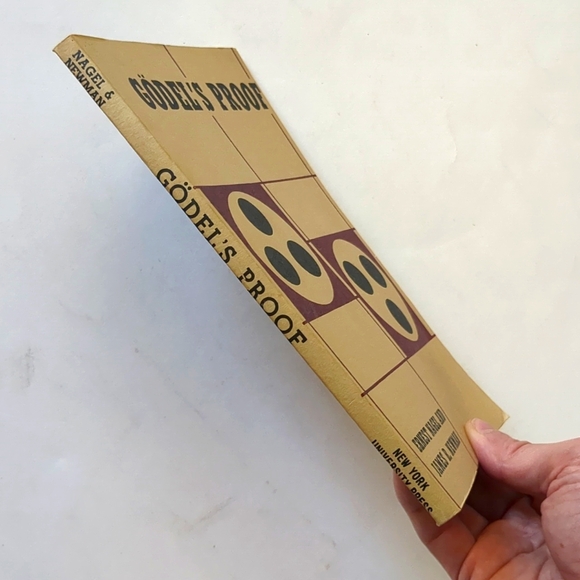 NAGEL &
NEWMAN
GÖDEL'S PROOF
NEW YORK
UNIVERSITY PRESS
GÖDEL'S PROOF
ERNEST NAGEL AND
JAMES R. NEWMAN